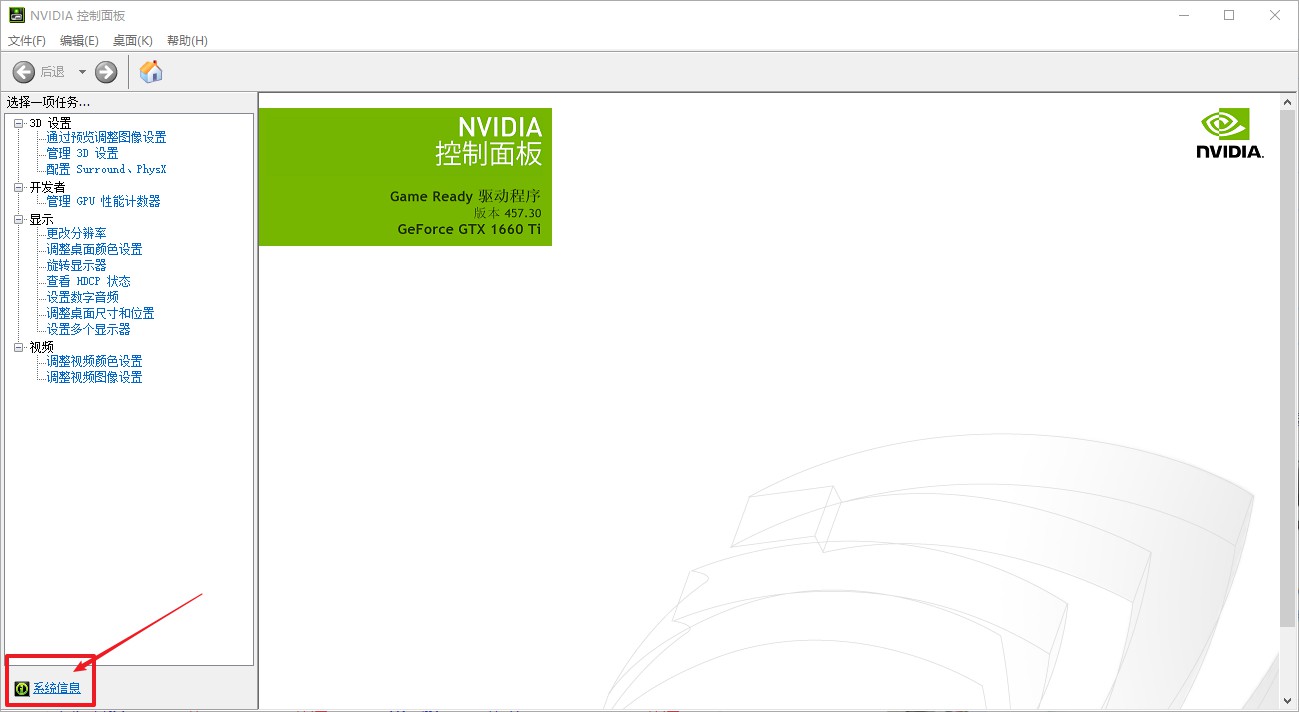 NVIDIA 控制面板
文件(F) 编辑(E) 桌面(K) 帮助(H)
后退
选择一项任务...
3D 设置
通过预览调整图像设置
管理 3D 设置
配置 Surround、PhysX
开发者
管理 GPU 性能计数器
显示
更改分辨率
调整桌面颜色设置
旋转显示器
查看 HDCP 状态
设置数字音频
调整桌面尺寸和位置
设置多个显示器
视频
调整视频颜色设置
调整视频图像设置
系统信息
NVIDIA
控制面板
Game Ready 驱动程序
版本 457.30
GeForce GTX 1660 Ti
NVIDIA.